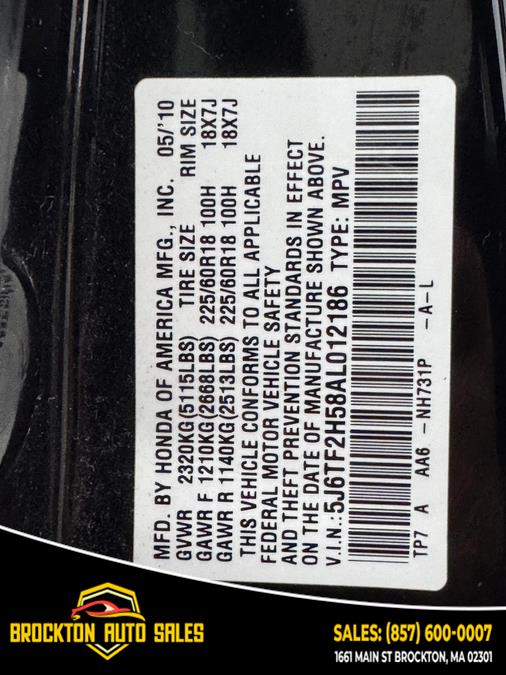 MFD. BY HONDA OF AMERICA MFG., INC. 05/'10
GVWR 2320KG(5115LBS) TIRE SIZE RIM SIZE
GAWR F 1210KG(2668LBS) 225/60R18 100H 18X7J
GAWR R 1140KG(2513LBS) 225/60R18 100H 18X7J
THIS VEHICLE CONFORMS TO ALL APPLICABLE
FEDERAL MOTOR VEHICLE SAFETY
AND THEFT PREVENTION STANDARDS IN EFFECT
ON THE DATE OF MANUFACTURE SHOWN ABOVE.
V.I.N.:5J6TF2H58AL012186 TYPE: MPV
TP7 A AA6 -NH731P -A-L
BROCKTON AUTO SALES
SALES: (857) 600-0007
1661 MAIN ST BROCKTON, MA 02301